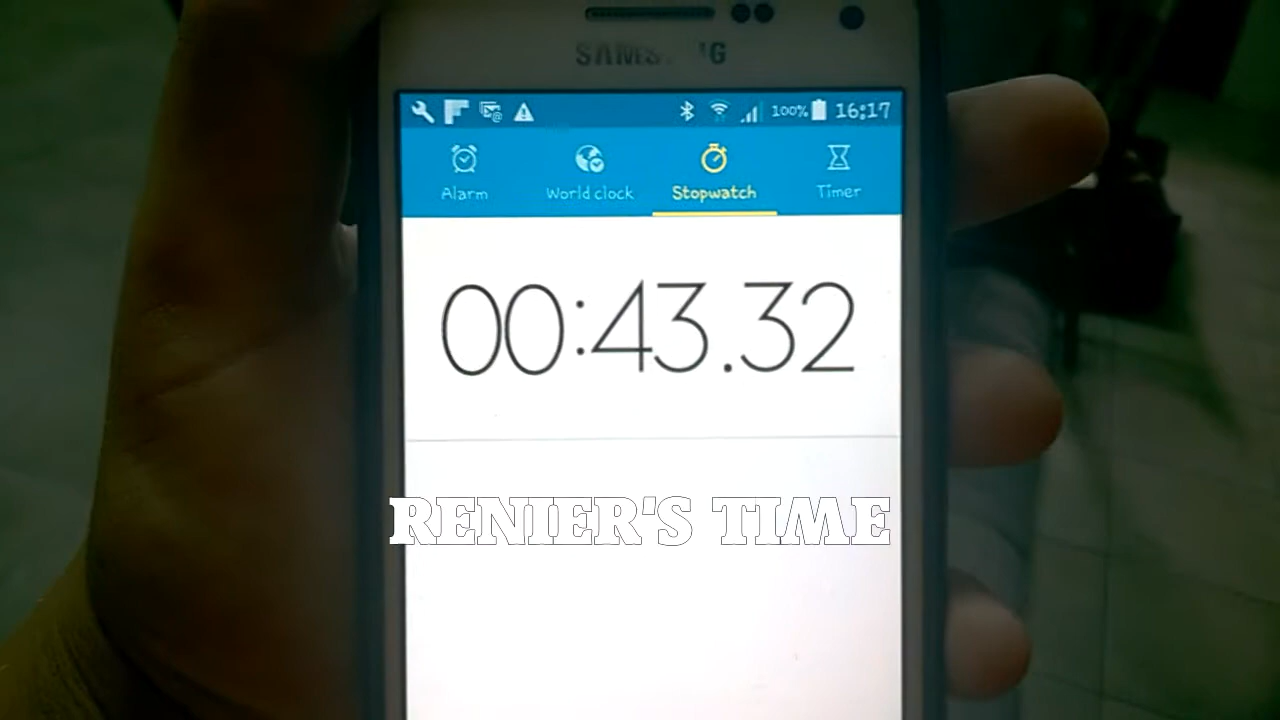 SAMSUNG
100% 16:17
Alarm World clock Stopwatch Timer
00:43.32
RENIER'S TIME